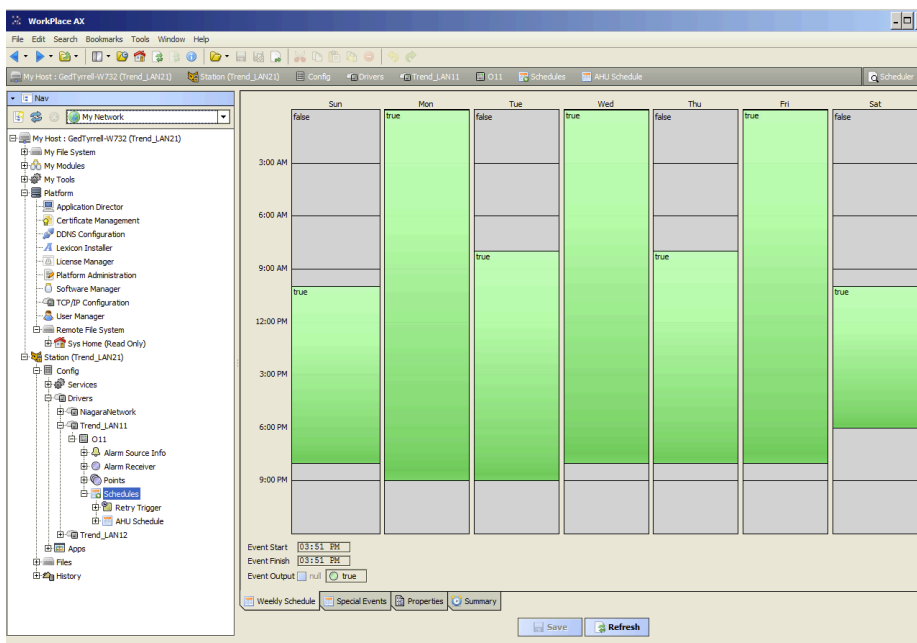 WorkPlace AX
File Edit Search Bookmarks Tools Window Help
My Host : GedTyrrell-W732 (Trend_LAN21) Station (Trend_LAN21) Config Drivers Trend_LAN11 O11 Schedules AHU Schedule Scheduler
Nav
My Network
My Host : GedTyrrell-W732 (Trend_LAN21)
My File System
My Modules
My Tools
Platform
Application Director
Certificate Management
DDNS Configuration
Lexicon Installer
License Manager
Platform Administration
Software Manager
TCP/IP Configuration
User Manager
Remote File System
Sys Home (Read Only)
Station (Trend_LAN21)
Config
Services
Drivers
NiagaraNetwork
Trend_LAN11
O11
Alarm Source Info
Alarm Receiver
Points
Schedules
Retry Trigger
AHU Schedule
Trend_LAN12
Apps
Files
History
Sun Mon Tue Wed Thu Fri Sat
false true false true false true false
3:00 AM
6:00 AM
true true
9:00 AM
true true
12:00 PM
3:00 PM
6:00 PM
9:00 PM
Event Start 03:51 PM
Event Finish 03:51 PM
Event Output null true
Weekly Schedule Special Events Properties Summary
Save Refresh